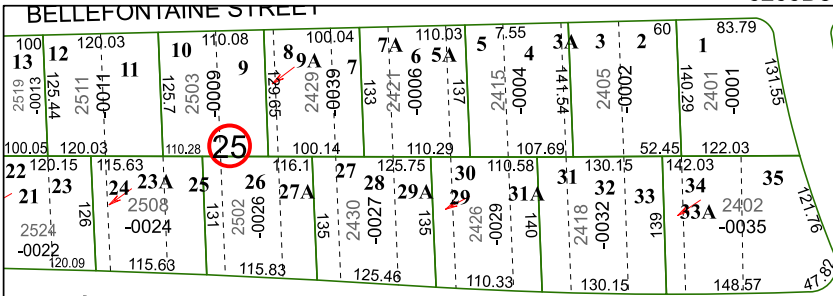 BELLEFONTAINE STREET
100 120.03 110.08 100.04 110.03 7.55 60 83.79
13 12 11 10 9 8 9A 7 7A 6 5A 5 4 3A 3 2 1
2519 -0013 125.44 2511 -0011 125.7 2503 -0009 129.65 2429 133 2421 -0006 137 2415 -0004 141.54 2405 -0002 140.29 2401 -0001 131.55
100.05 120.03 110.28 25 100.14 110.29 107.69 52.45 122.03
120.15 115.63 116.1 125.75 110.58 130.15 142.03
22 21 23 24 23A 25 26 27A 27 28 29A 30 29 31A 31 32 33 34 33A 35
2524 -0022 126 2508 -0024 131 2502 -0026 135 2430 -0027 135 2426 -0029 140 2418 -0032 139 2402 -0035 121.76
120.09 115.63 115.83 125.46 110.33 130.15 148.57 47.82